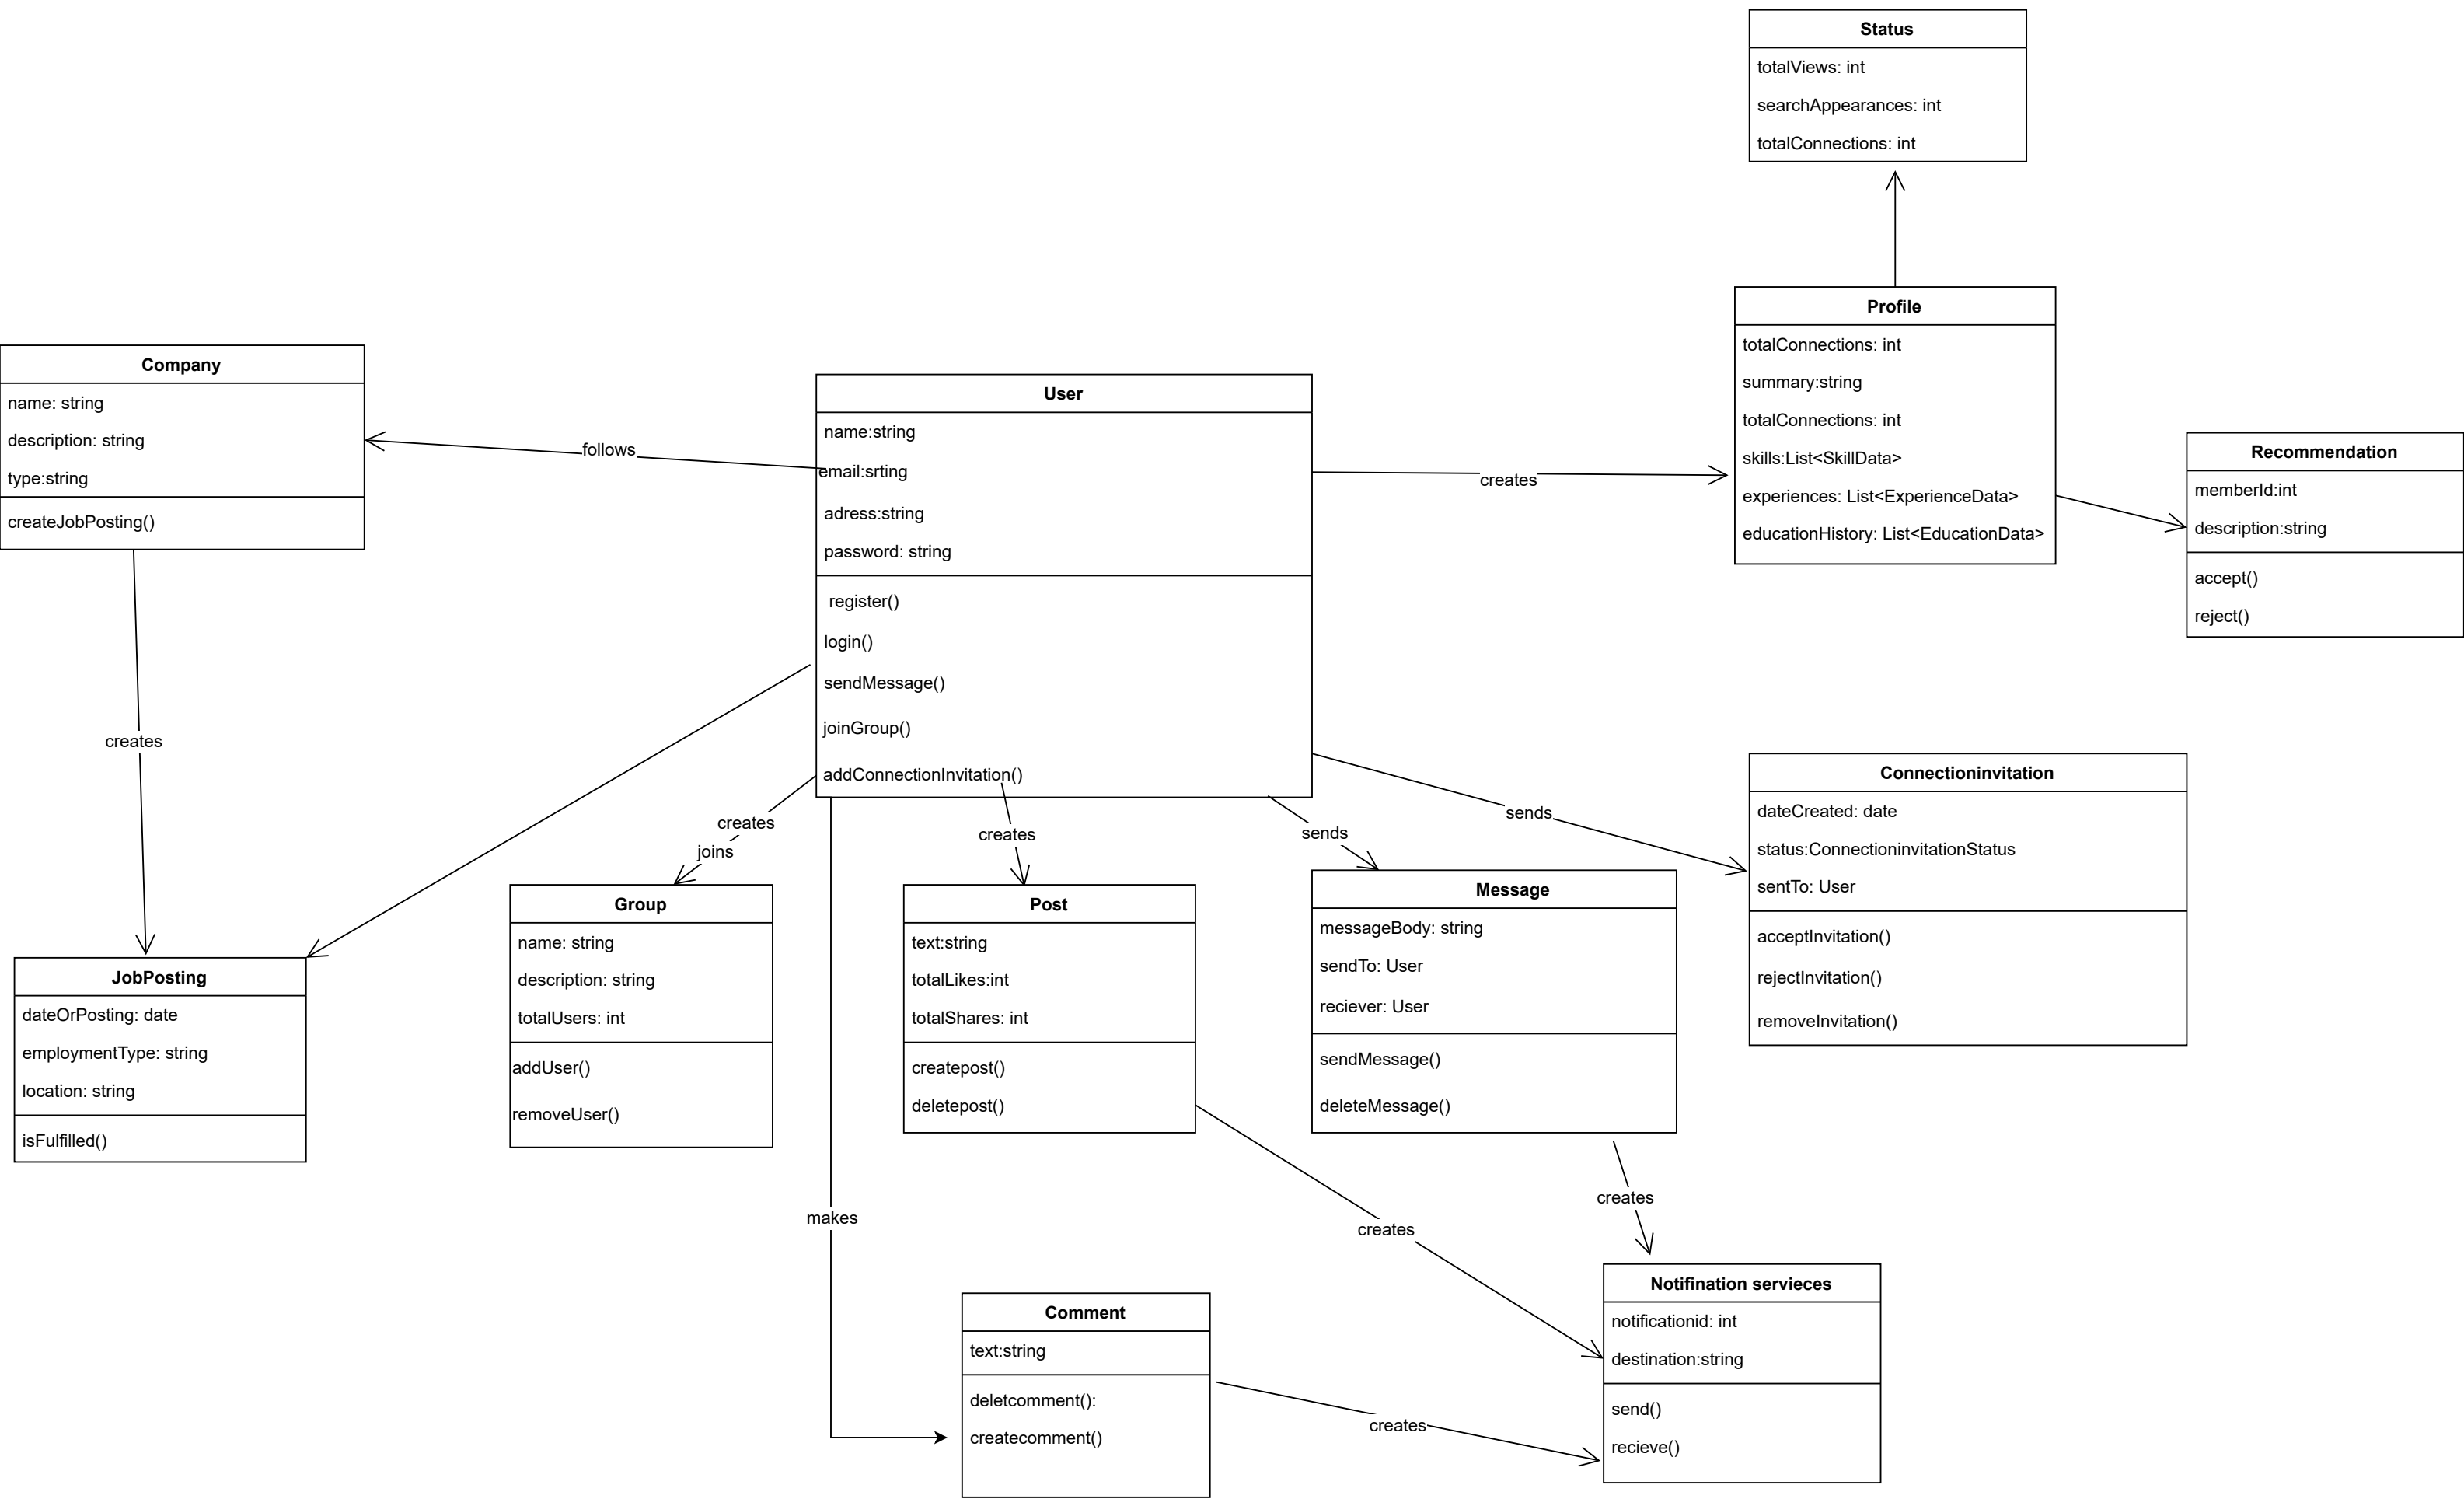 Status
totalViews: int
searchAppearances: int
totalConnections: int
Profile
totalConnections: int
summary:string
totalConnections: int
skills:List<SkillData>
experiences: List<ExperienceData>
educationHistory: List<EducationData>
Recommendation
memberId:int
description:string
accept()
reject()
Company
name: string
description: string
type:string
createJobPosting()
follows
User
name:string
email:srting
adress:string
password: string
register()
login()
sendMessage()
joinGroup()
addConnectionInvitation()
creates
creates
creates
joins
creates
sends
sends
Connectioninvitation
dateCreated: date
status:ConnectioninvitationStatus
sentTo: User
acceptInvitation()
rejectInvitation()
removeInvitation()
JobPosting
dateOrPosting: date
employmentType: string
location: string
isFulfilled()
Group
name: string
description: string
totalUsers: int
addUser()
removeUser()
Post
text:string
totalLikes:int
totalShares: int
createpost()
deletepost()
Message
messageBody: string
sendTo: User
reciever: User
sendMessage()
deleteMessage()
makes
creates
creates
Comment
text:string
deletcomment():
createcomment()
creates
Notifination servieces
notificationid: int
destination:string
send()
recieve()